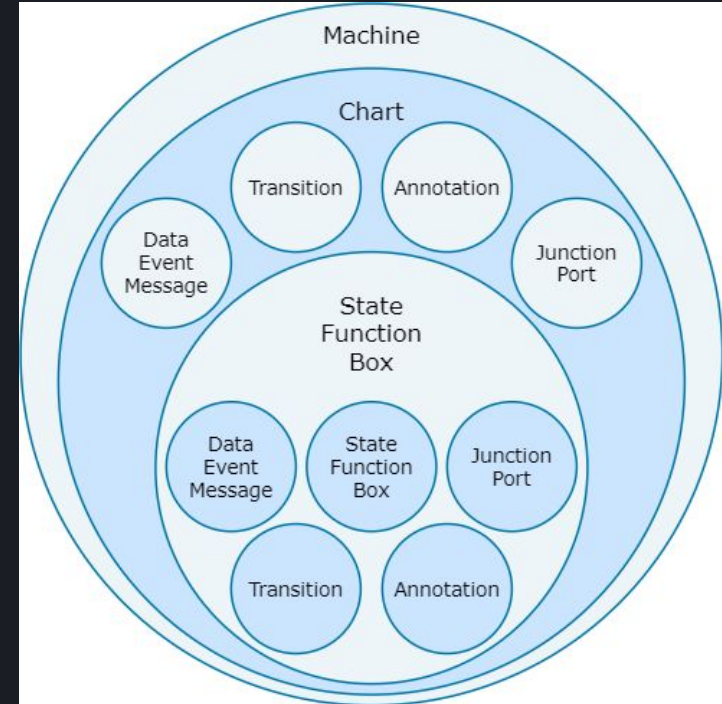 Machine
Chart
Transition
Annotation
Data
Event
Message
Junction
Port
State
Function
Box
Data
Event
Message
State
Function
Box
Junction
Port
Transition
Annotation